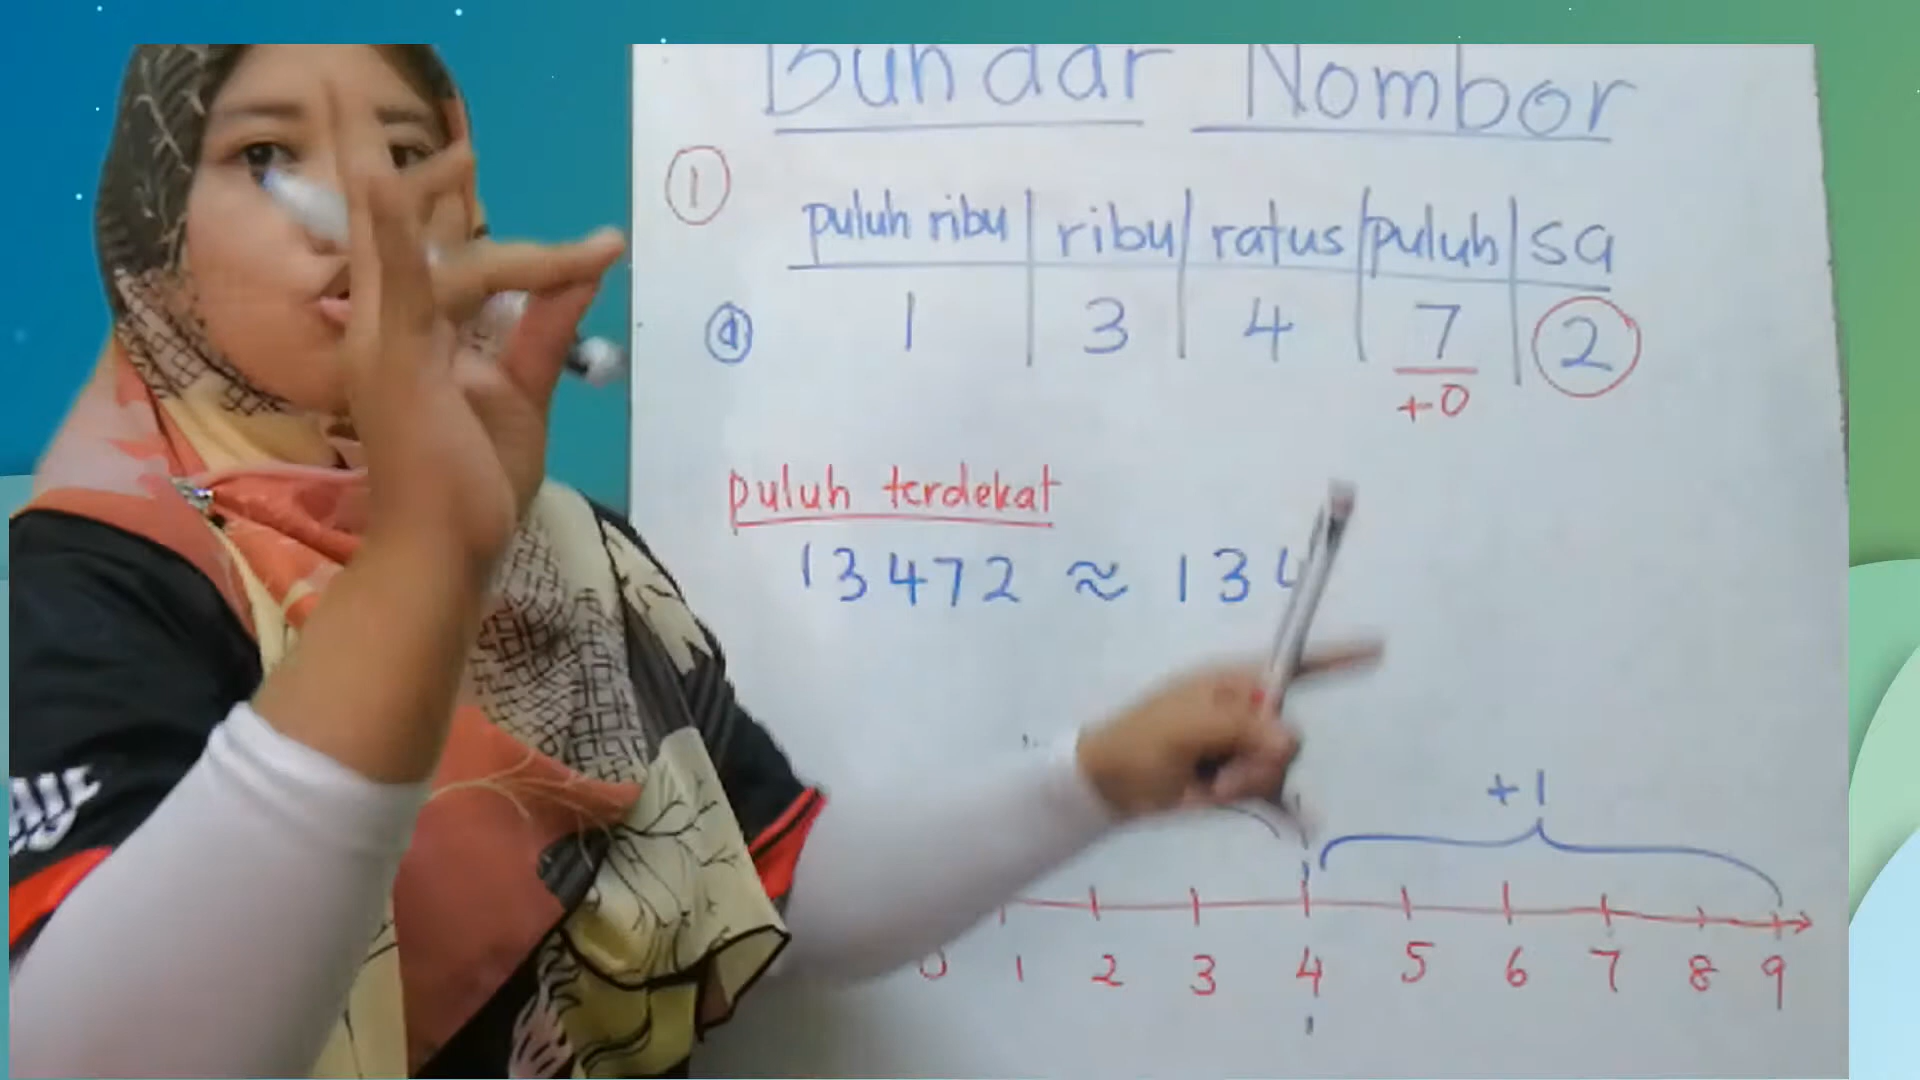 Bundar Nombor
1
puluh ribu ribu ratus puluh sa
a 1 3 4 7 2
+0
puluh terdekat
13472 ≈ 134
+1
0 1 2 3 4 5 6 7 8 9